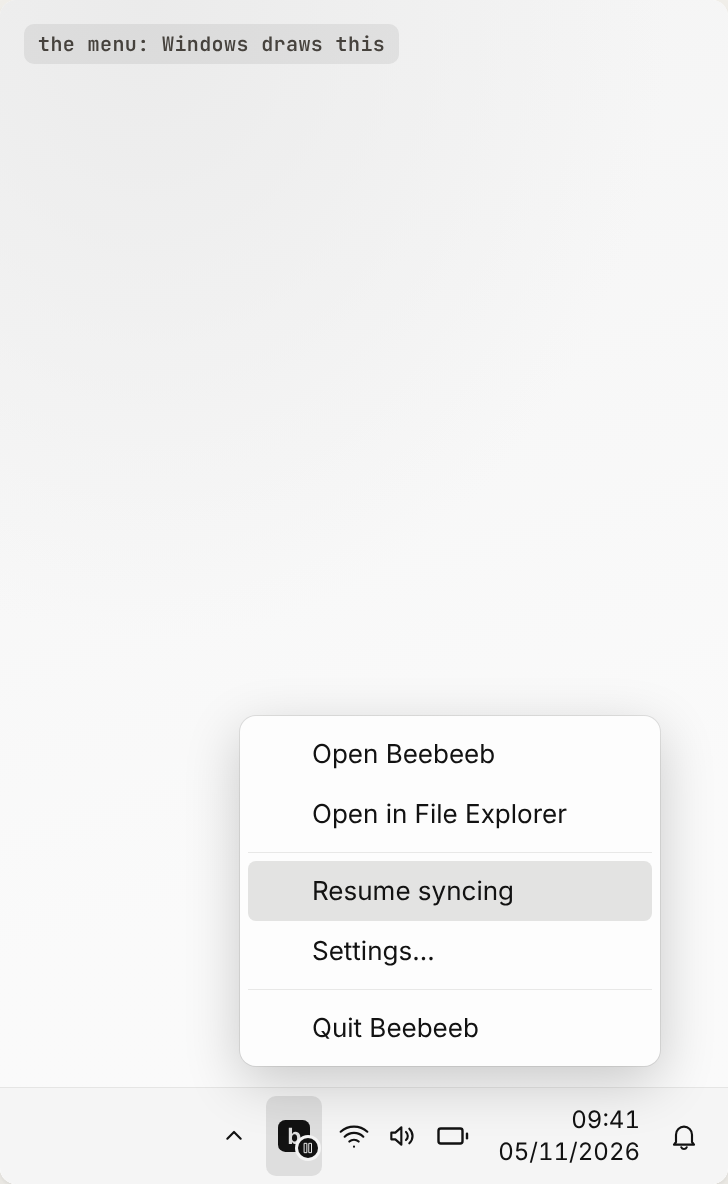 the menu: Windows draws this
Open Beebeeb
Open in File Explorer
Resume syncing
Settings...
Quit Beebeeb
b
09:41
05/11/2026